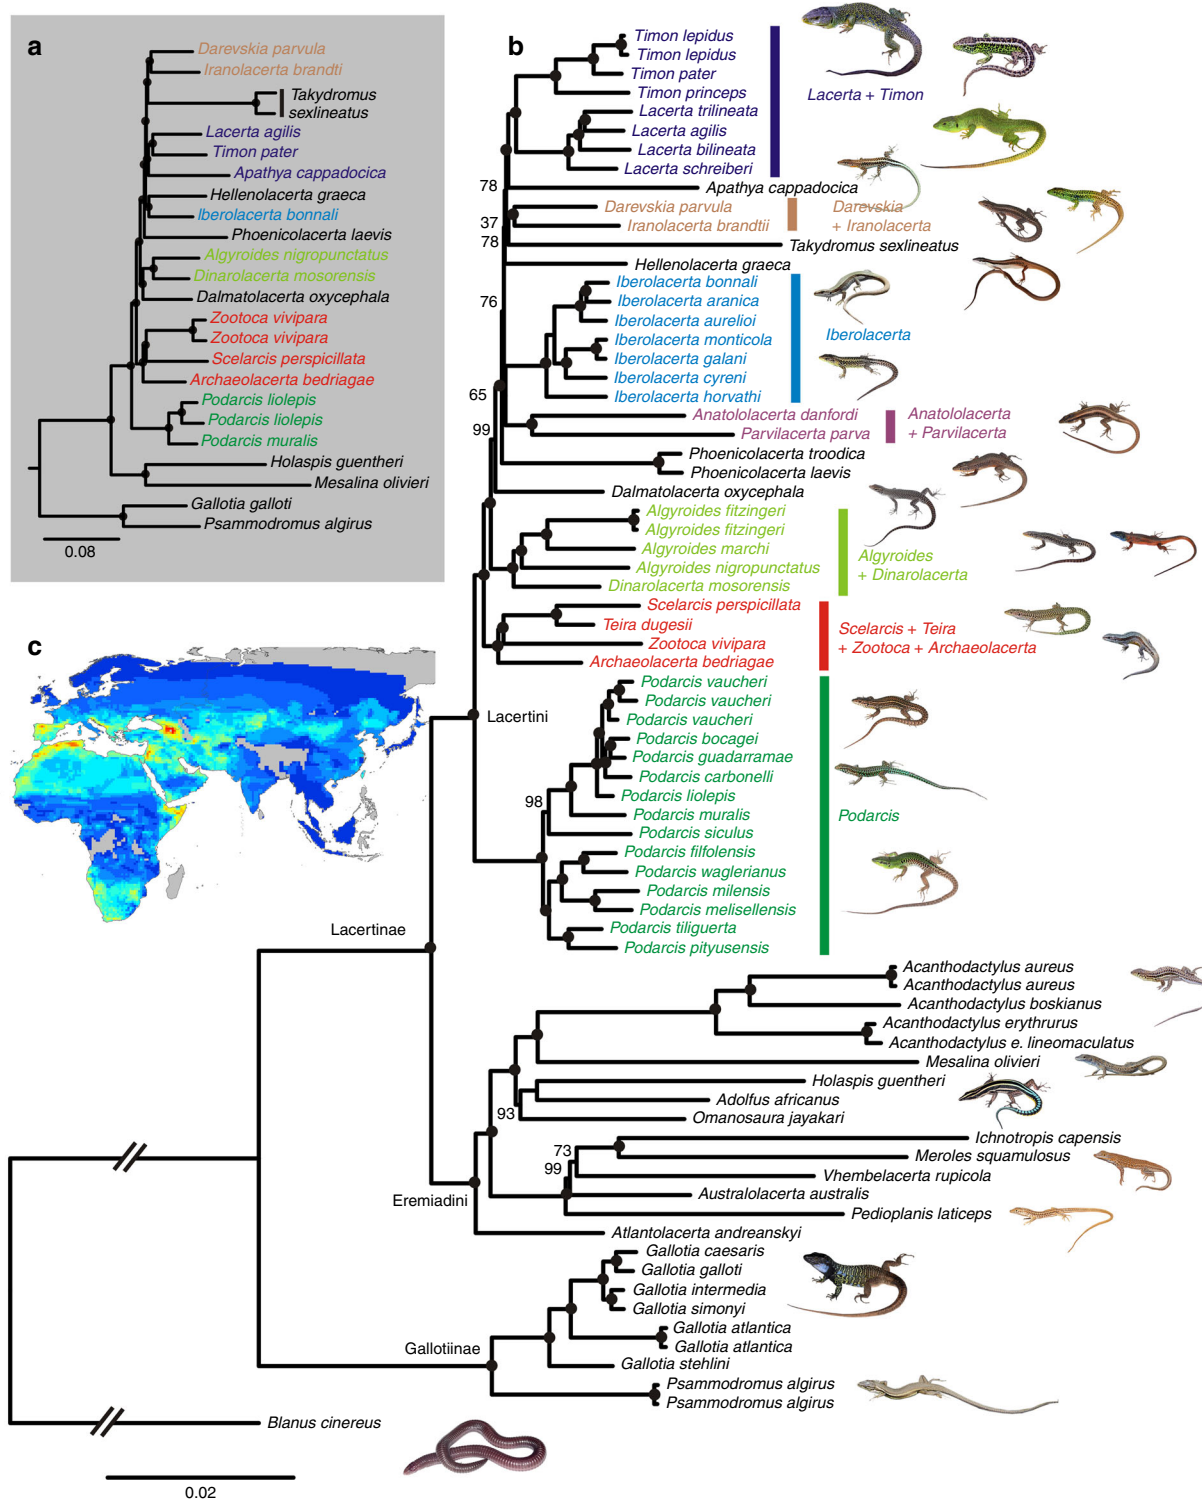 a
Darevskia parvula
Iranolacerta brandti
Takydromus
sexlineatus
Lacerta agilis
Timon pater
Apathya cappadocica
Hellenolacerta graeca
Iberolacerta bonnali
Phoenicolacerta laevis
Algyroides nigropunctatus
Dinarolacerta mosorensis
Dalmatolacerta oxycephala
Zootoca vivipara
Zootoca vivipara
Scelarcis perspicillata
Archaeolacerta bedriagae
Podarcis liolepis
Podarcis liolepis
Podarcis muralis
Holaspis guentheri
Mesalina olivieri
Gallotia galloti
Psammodromus algirus
0.08
b
Timon lepidus
Timon lepidus
Timon pater
Timon princeps
Lacerta trilineata
Lacerta agilis
Lacerta bilineata
Lacerta schreiberi
Lacerta + Timon
78
Apathya cappadocica
Darevskia parvula
37
Iranolacerta brandtii
Darevskia
+ Iranolacerta
78
Takydromus sexlineatus
Hellenolacerta graeca
76
Iberolacerta bonnali
Iberolacerta aranica
Iberolacerta aurelioi
Iberolacerta monticola
Iberolacerta galani
Iberolacerta cyreni
Iberolacerta horvathi
Iberolacerta
65
99
Anatololacerta danfordi
Parvilacerta parva
Anatololacerta
+ Parvilacerta
Phoenicolacerta troodica
Phoenicolacerta laevis
Dalmatolacerta oxycephala
Algyroides fitzingeri
Algyroides fitzingeri
Algyroides marchi
Algyroides nigropunctatus
Dinarolacerta mosorensis
Algyroides
+ Dinarolacerta
Scelarcis perspicillata
Teira dugesii
Zootoca vivipara
Archaeolacerta bedriagae
Scelarcis + Teira
+ Zootoca + Archaeolacerta
Lacertini
Podarcis vaucheri
Podarcis vaucheri
Podarcis vaucheri
Podarcis bocagei
Podarcis guadarramae
Podarcis carbonelli
Podarcis liolepis
98
Podarcis muralis
Podarcis siculus
Podarcis filfolensis
Podarcis waglerianus
Podarcis milensis
Podarcis melisellensis
Podarcis tiliguerta
Podarcis pityusensis
Podarcis
c
Lacertinae
Acanthodactylus aureus
Acanthodactylus aureus
Acanthodactylus boskianus
Acanthodactylus erythrurus
Acanthodactylus e. lineomaculatus
Mesalina olivieri
Holaspis guentheri
Adolfus africanus
93
Omanosaura jayakari
Ichnotropis capensis
73
Meroles squamulosus
99
Vhembelacerta rupicola
Australolacerta australis
Pedioplanis laticeps
Eremiadini
Atlantolacerta andreanskyi
Gallotia caesaris
Gallotia galloti
Gallotia intermedia
Gallotia simonyi
Gallotia atlantica
Gallotia atlantica
Gallotiinae
Gallotia stehlini
Psammodromus algirus
Psammodromus algirus
Blanus cinereus
0.02